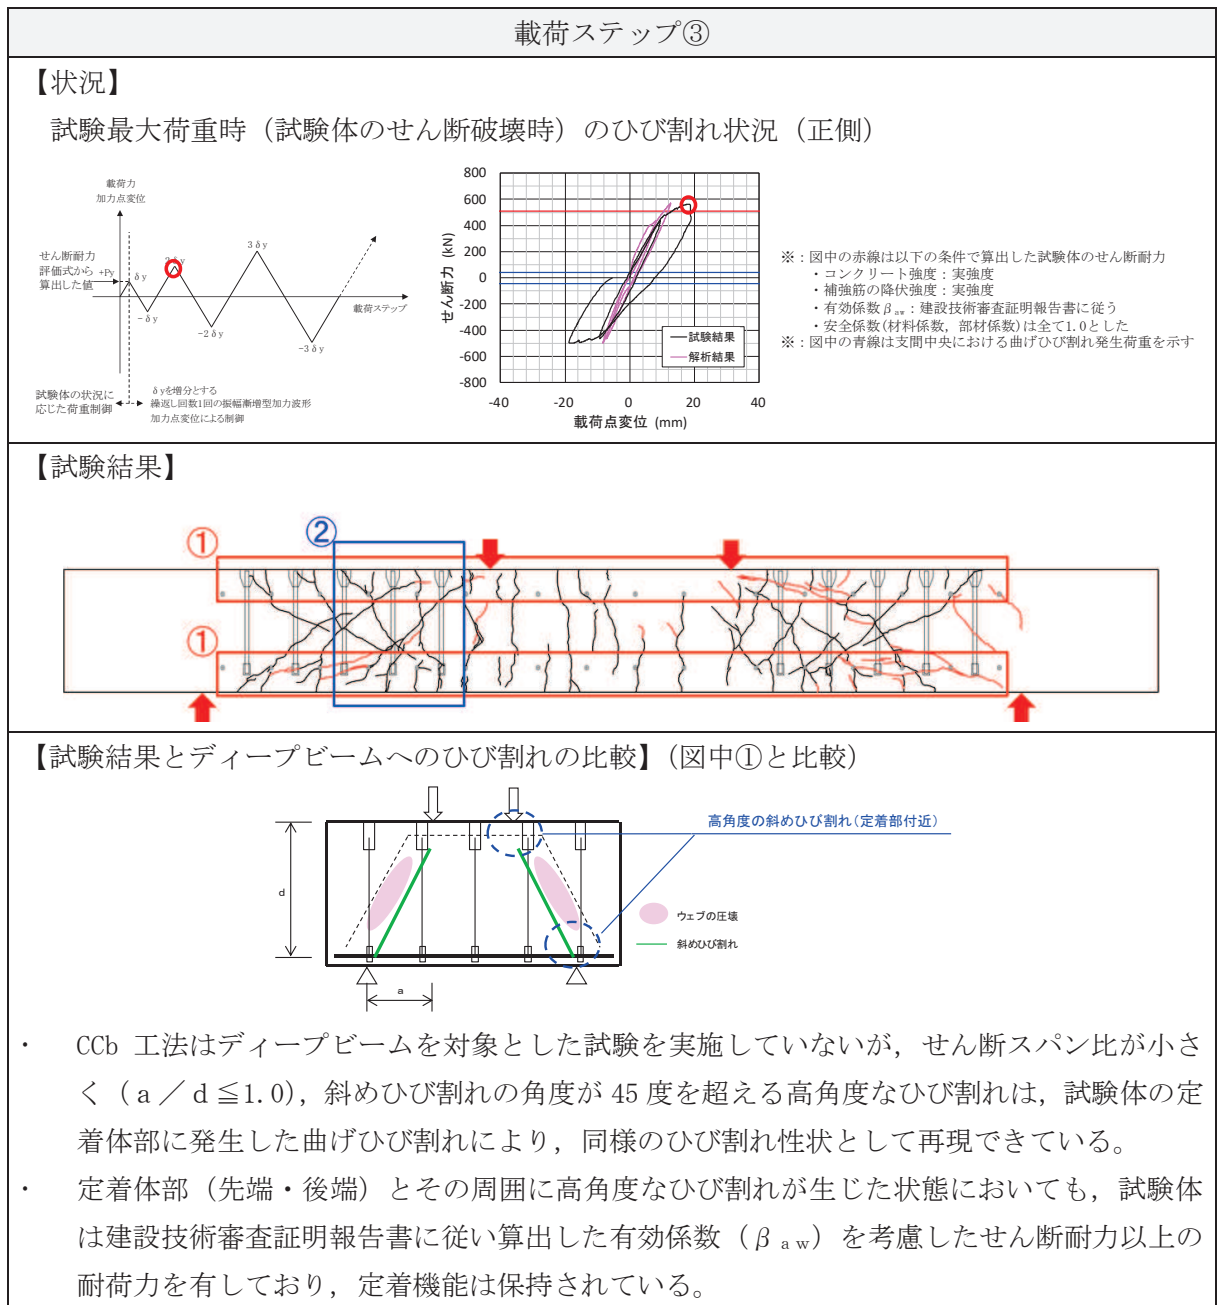 載荷ステップ③
【状況】
試験最大荷重時（試験体のせん断破壊時）のひび割れ状況（正側）
載荷力
加力点変位
せん断耐力
評価式から
算出した値
+Py
δy
-δy
-2δy
3δy
-3δy
載荷ステップ
試験体の状況に
応じた荷重制御
δyを増分とする
繰返し回数1回の振幅漸増型加力波形
加力点変位による制御
800
600
400
200
0
-200
-400
-600
-800
せん断力 (kN)
-40
-20
0
20
40
載荷点変位 (mm)
試験結果
解析結果
※：図中の赤線は以下の条件で算出した試験体のせん断耐力
・コンクリート強度：実強度
・補強筋の降伏強度：実強度
・有効係数βaw：建設技術審査証明報告書に従う
・安全係数(材料係数，部材係数)は全て1.0とした
※：図中の青線は支間中央における曲げひび割れ発生荷重を示す
【試験結果】
①
②
①
【試験結果とディープビームへのひび割れの比較】（図中①と比較）
高角度の斜めひび割れ（定着部付近）
d
ウェブの圧壊
斜めひび割れ
a
・ CCb 工法はディープビームを対象とした試験を実施していないが，せん断スパン比が小さ
く（a／d≦1.0），斜めひび割れの角度が 45 度を超える高角度なひび割れは，試験体の定
着体部に発生した曲げひび割れにより，同様のひび割れ性状として再現できている。
・ 定着体部（先端・後端）とその周囲に高角度なひび割れが生じた状態においても，試験体
は建設技術審査証明報告書に従い算出した有効係数（βaw）を考慮したせん断耐力以上の
耐荷力を有しており，定着機能は保持されている。